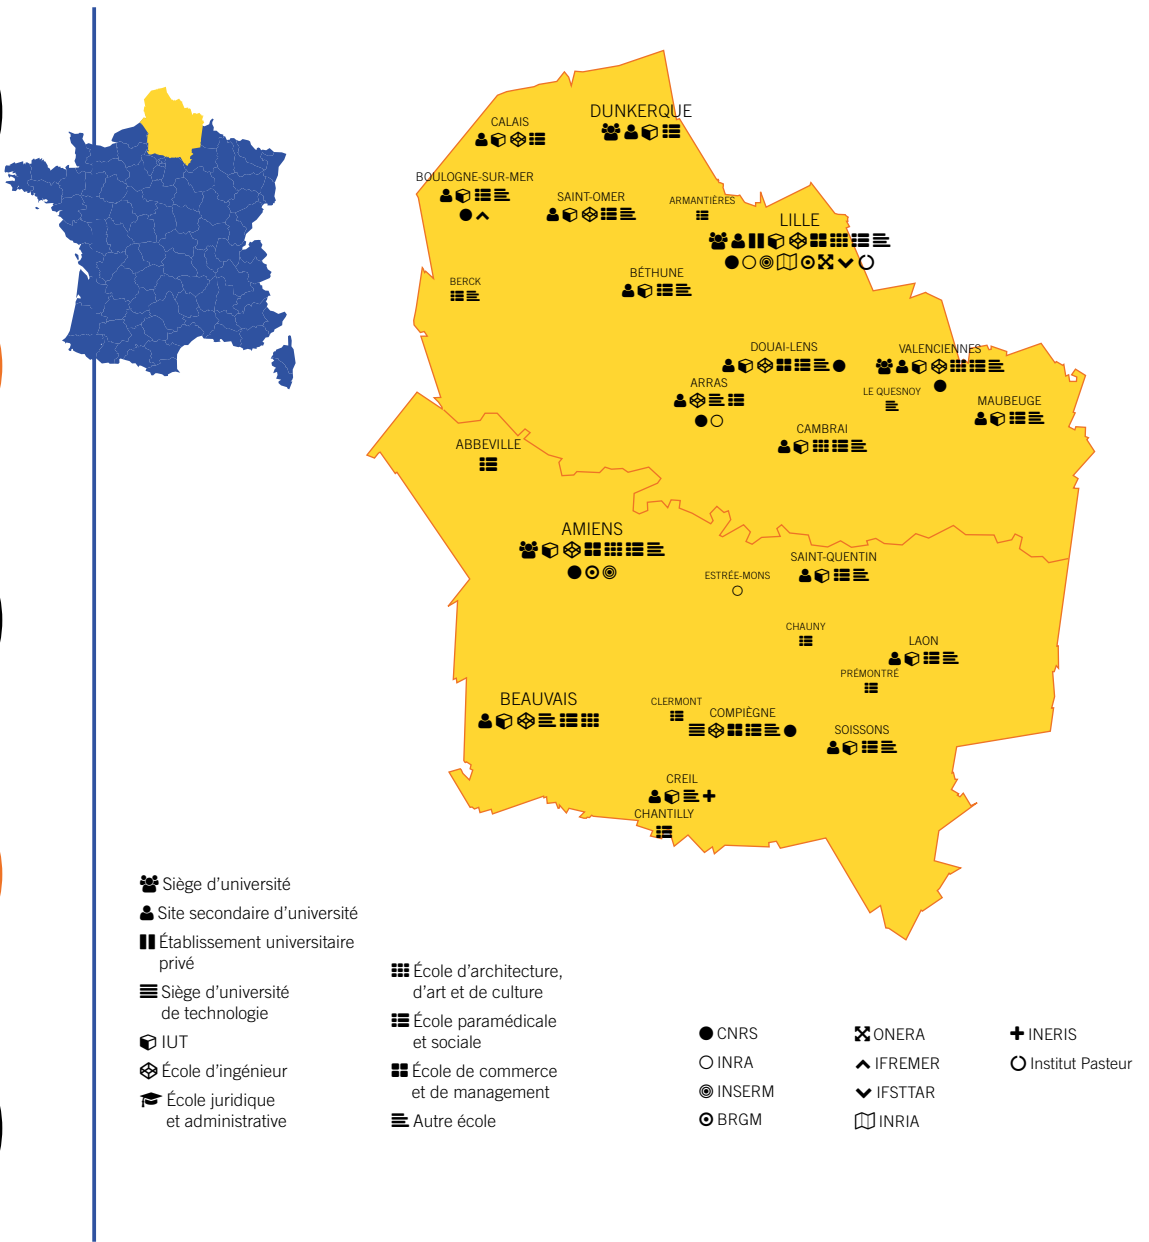 DUNKERQUE
CALAIS
BOULOGNE-SUR-MER
SAINT-OMER
ARMANTIÈRES
LILLE
BÉTHUNE
BERCK
DOUAI-LENS
VALENCIENNES
ARRAS
LE QUESNOY
MAUBEUGE
CAMBRAI
ABBEVILLE
AMIENS
SAINT-QUENTIN
ESTRÉE-MONS
CHAUNY
LAON
PRÉMONTRÉ
BEAUVAIS
CLERMONT
COMPIÈGNE
SOISSONS
CREIL
CHANTILLY
Siège d’université
Site secondaire d’université
Établissement universitaire
privé
Siège d’université
de technologie
IUT
École d’ingénieur
École juridique
et administrative
École d’architecture,
d’art et de culture
École paramédicale
et sociale
École de commerce
et de management
Autre école
CNRS
INRA
INSERM
BRGM
ONERA
IFREMER
IFSTTAR
INRIA
INERIS
Institut Pasteur